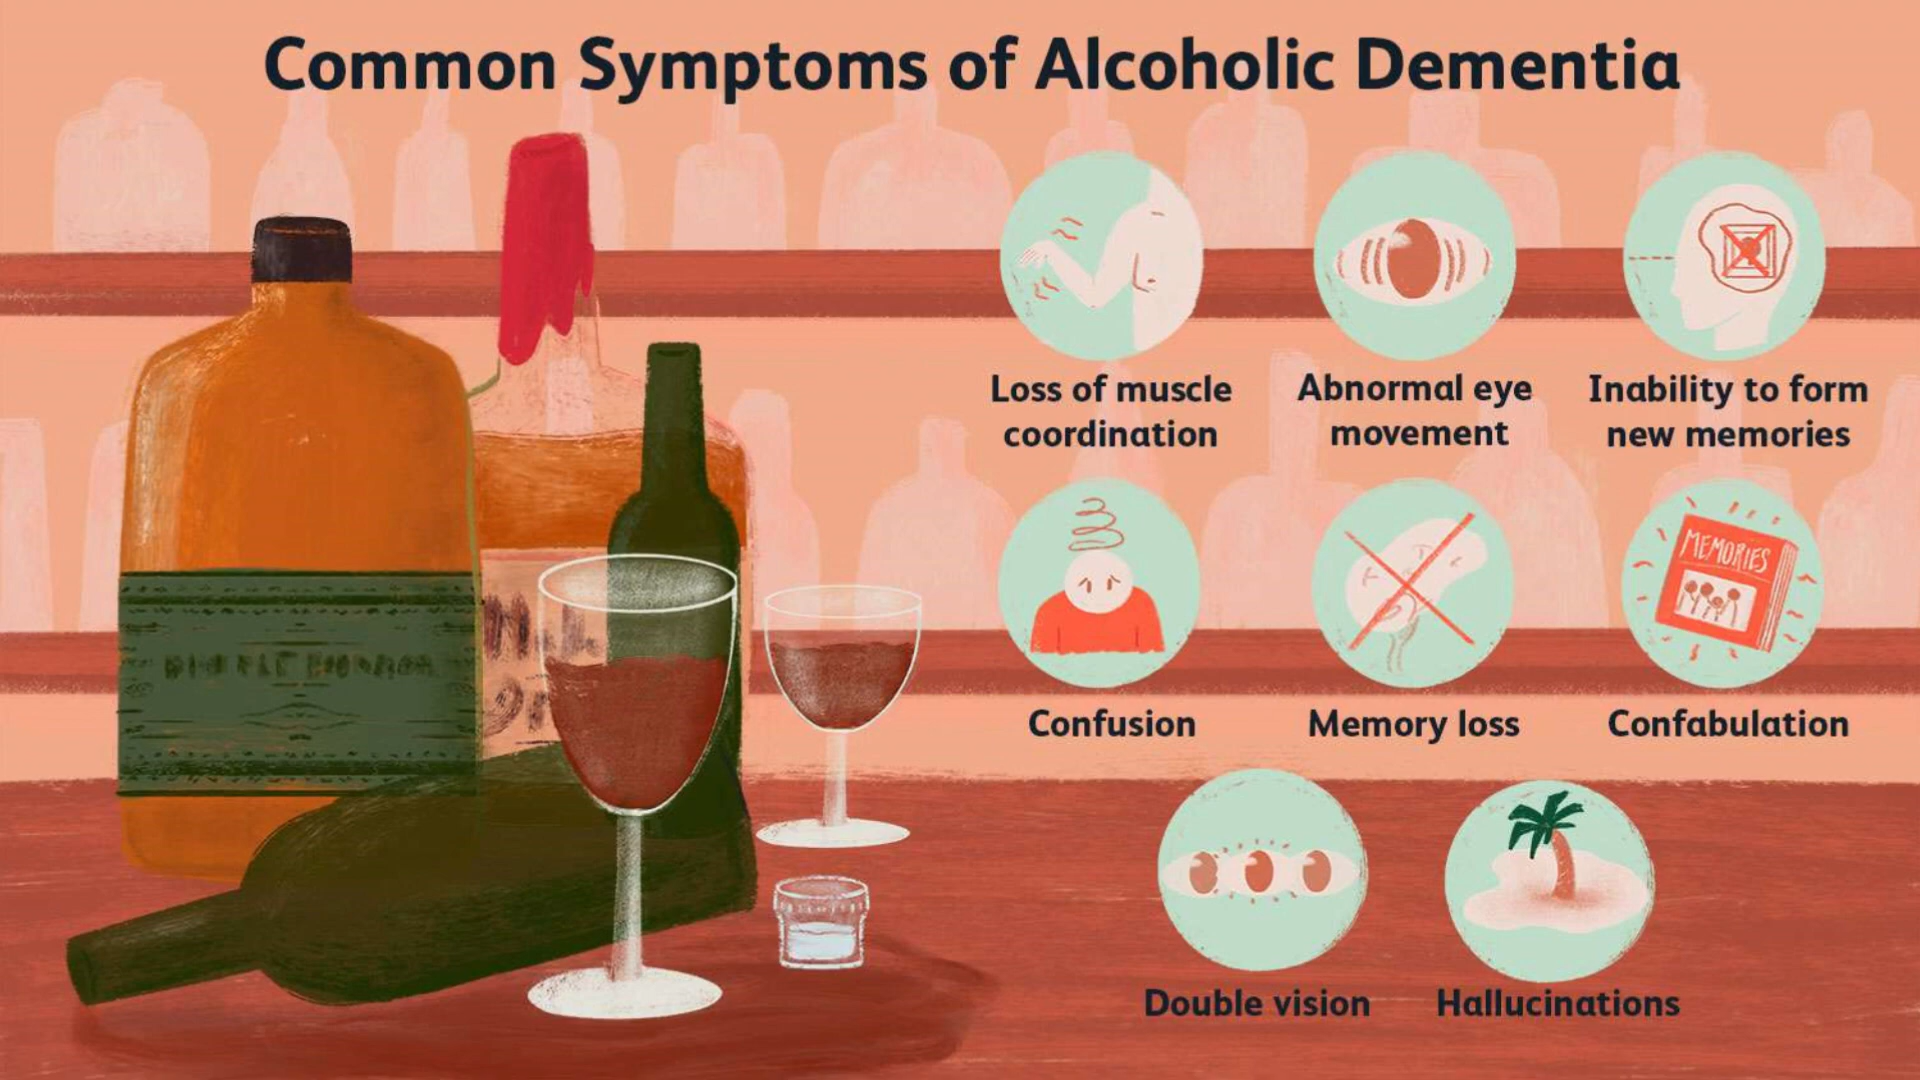 Common Symptoms of Alcoholic Dementia
Loss of muscle
coordination
Abnormal eye
movement
Inability to form
new memories
Confusion
Memory loss
MEMORIES
Confabulation
Double vision
Hallucinations